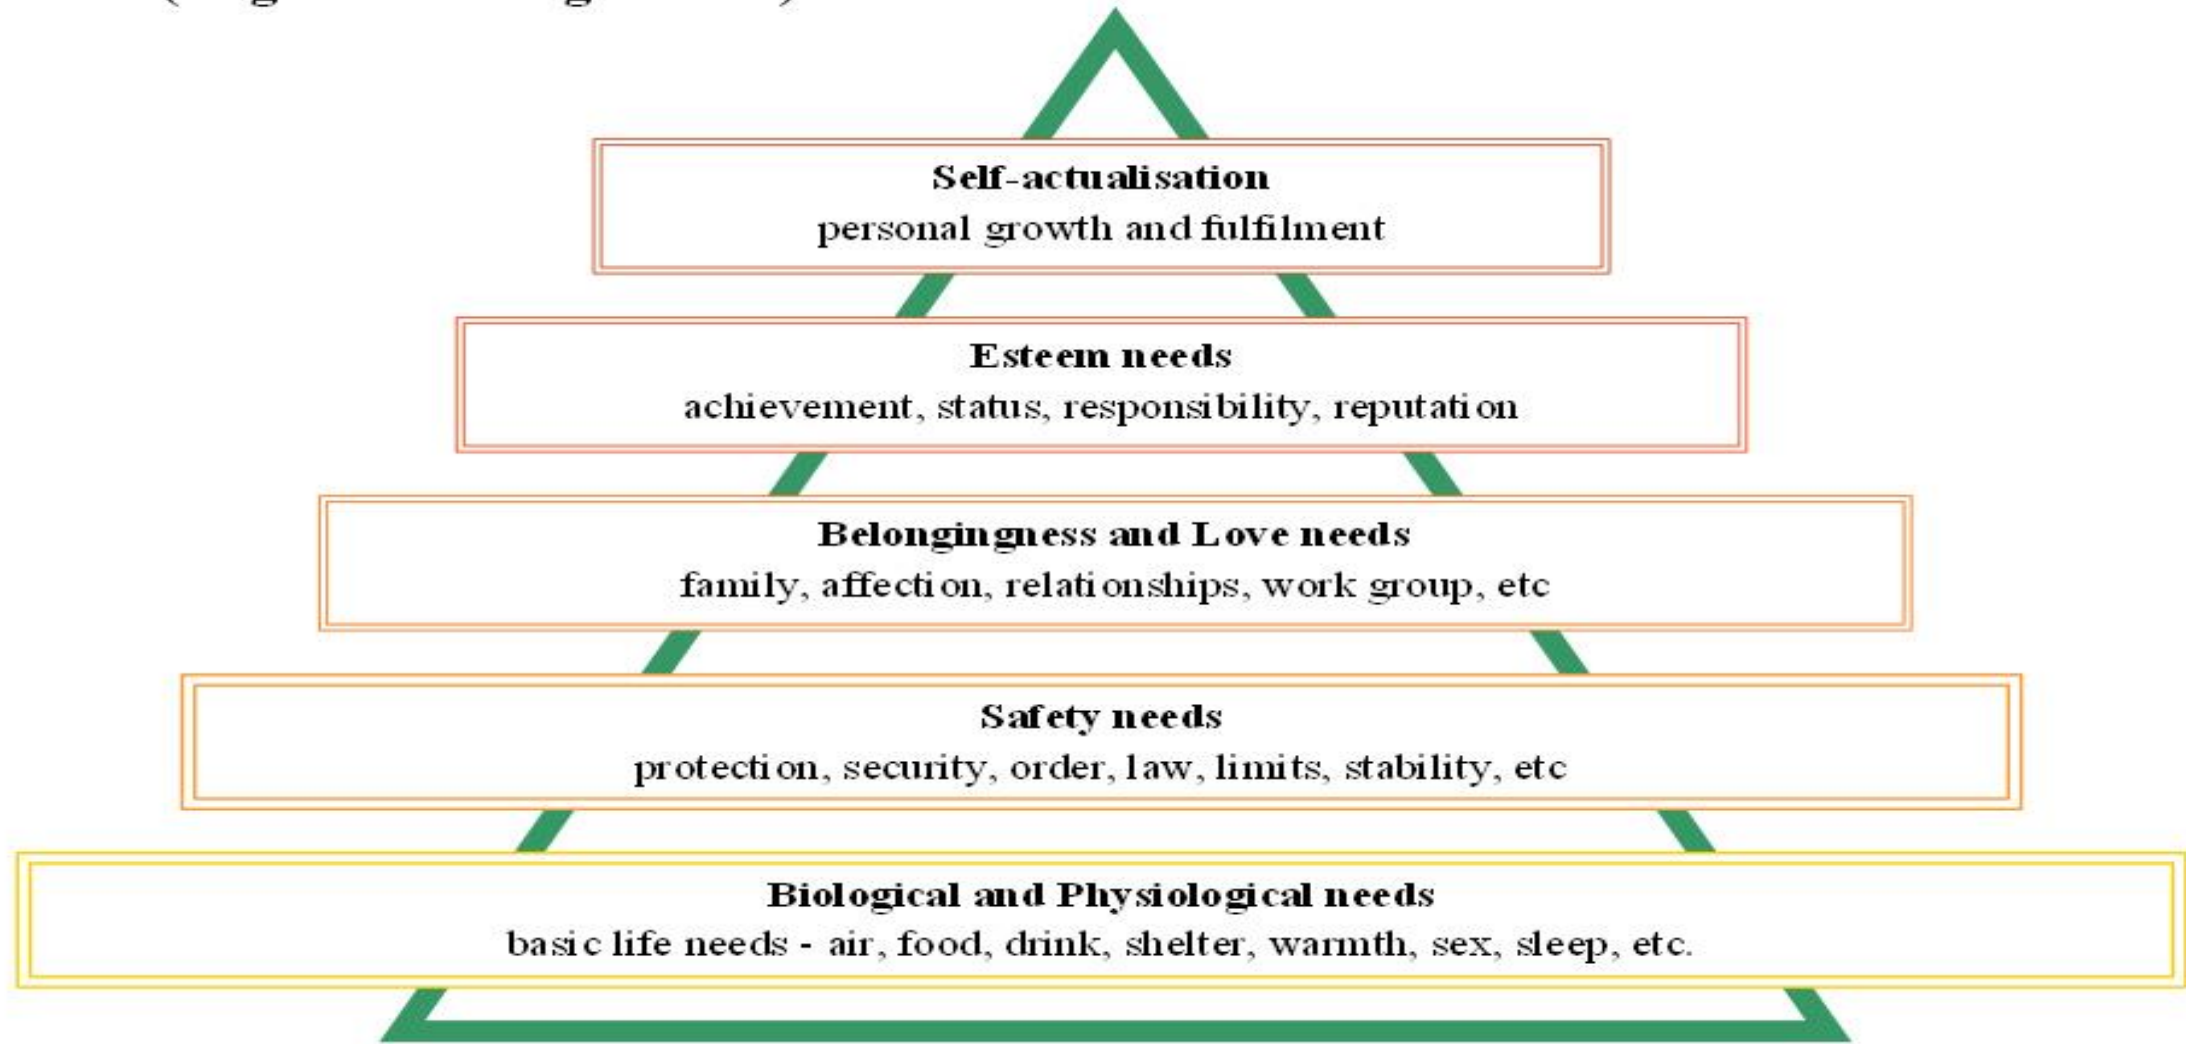 Self-actualisation
personal growth and fulfilment
Esteem needs
achievement, status, responsibility, reputation
Belongingness and Love needs
family, affection, relationships, work group, etc
Safety needs
protection, security, order, law, limits, stability, etc
Biological and Physiological needs
basic life needs - air, food, drink, shelter, warmth, sex, sleep, etc.